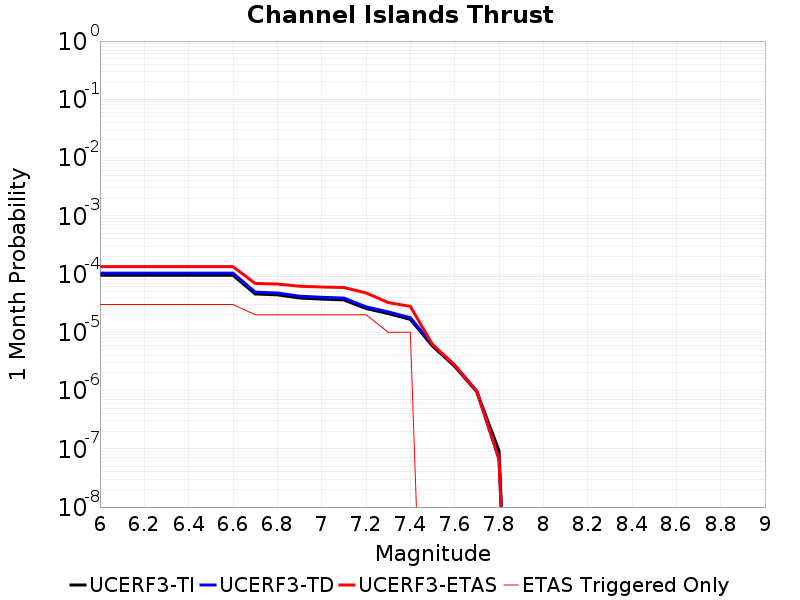 Channel Islands Thrust
1 Month Probability
10^0
10^-1
10^-2
10^-3
10^-4
10^-5
10^-6
10^-7
10^-8
6 6.2 6.4 6.6 6.8 7 7.2 7.4 7.6 7.8 8 8.2 8.4 8.6 8.8 9
Magnitude
UCERF3-TI UCERF3-TD UCERF3-ETAS ETAS Triggered Only